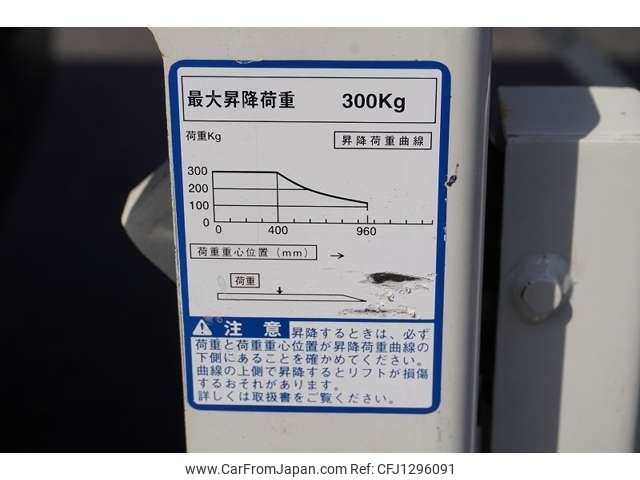 最大昇降荷重 300Kg
荷重Kg
昇降荷重曲線
300
200
100
0
0 400 960
荷重重心位置(mm) →
荷重
注意 昇降するときは、必ず
荷重と荷重重心位置が昇降荷重曲線の
下側にあることを確かめてください。
曲線の上側で昇降するとリフトが損傷
するおそれがあります。
詳しくは取扱書をご覧ください。
www.CarFromJapan.com - CFJ1296091